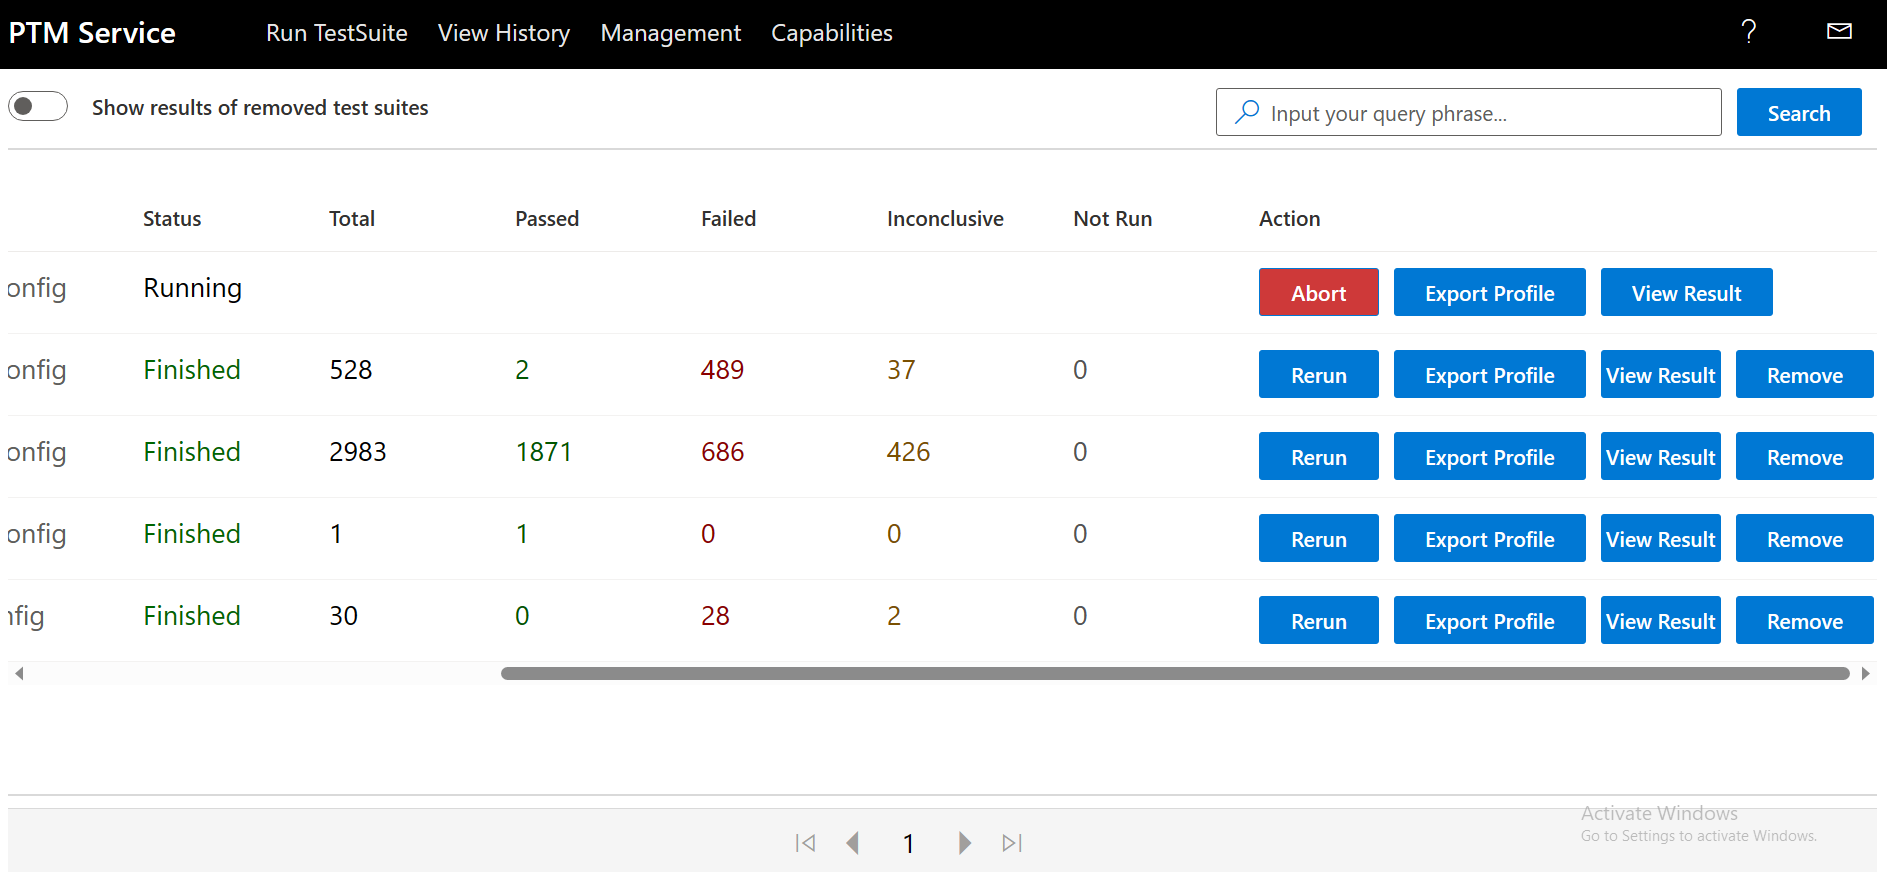 PTM Service Run TestSuite View History Management Capabilities
Show results of removed test suites Input your query phrase... Search
Status Total Passed Failed Inconclusive Not Run Action
onfig Running Abort Export Profile View Result
onfig Finished 528 2 489 37 0 Rerun Export Profile View Result Remove
onfig Finished 2983 1871 686 426 0 Rerun Export Profile View Result Remove
onfig Finished 1 1 0 0 0 Rerun Export Profile View Result Remove
nfig Finished 30 0 28 2 0 Rerun Export Profile View Result Remove
1
Activate Windows
Go to Settings to activate Windows.